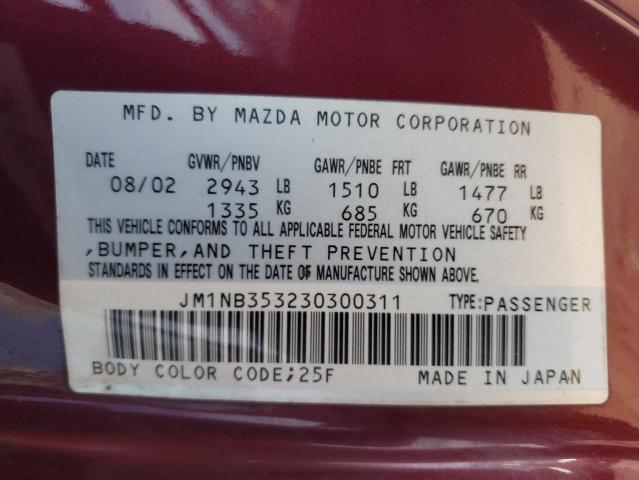 MFD. BY MAZDA MOTOR CORPORATION
DATE GVWR/PNBV GAWR/PNBE FRT GAWR/PNBE RR
08/02 2943 LB 1510 LB 1477 LB
1335 KG 685 KG 670 KG
THIS VEHICLE CONFORMS TO ALL APPLICABLE FEDERAL MOTOR VEHICLE SAFETY
,BUMPER,AND THEFT PREVENTION
STANDARDS IN EFFECT ON THE DATE OF MANUFACTURE SHOWN ABOVE.
JM1NB353230300311 TYPE:PASSENGER
BODY COLOR CODE;25F MADE IN JAPAN